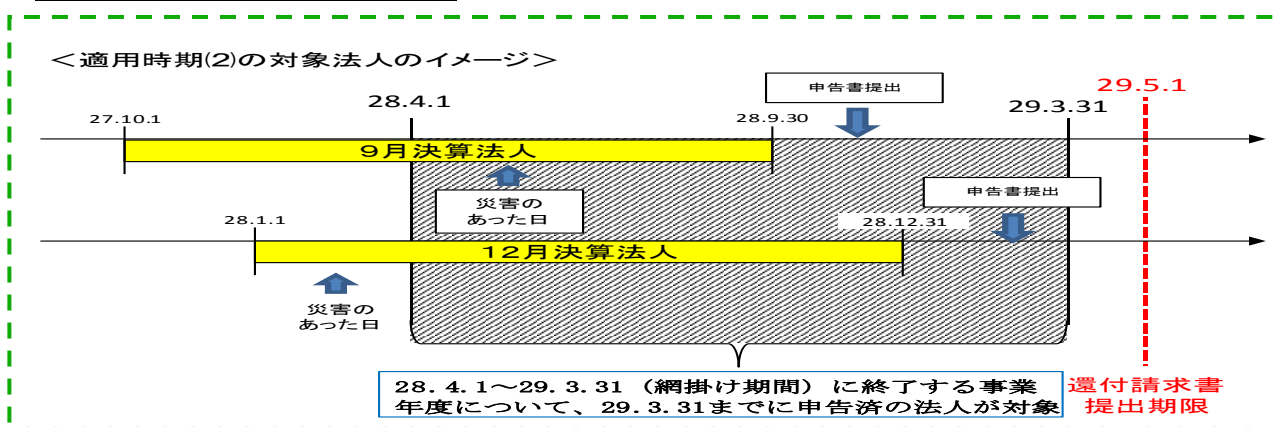 ＜適用時期(2)の対象法人のイメージ＞
申告書提出
29.5.1
28.4.1
29.3.31
27.10.1
28.9.30
９月決算法人
災害の
あった日
申告書提出
28.1.1
28.12.31
１２月決算法人
災害の
あった日
28.4.1～29.3.31（網掛け期間）に終了する事業
年度について、29.3.31までに申告済の法人が対象
還付請求書
提出期限